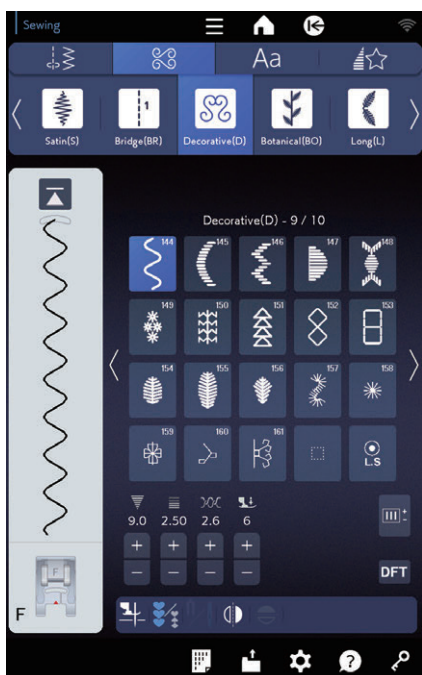 Sewing
Aa
1
Satin(S) Bridge(BR) Decorative(D) Botanical(BO) Long(L)
Decorative(D) - 9 / 10
144 145 146 147 148
149 150 151 152 153
154 155 156 157 158
159 160 161 L.S
9.0 2.50 2.6 6
+ + + +
− − − −
DFT
F
F
?